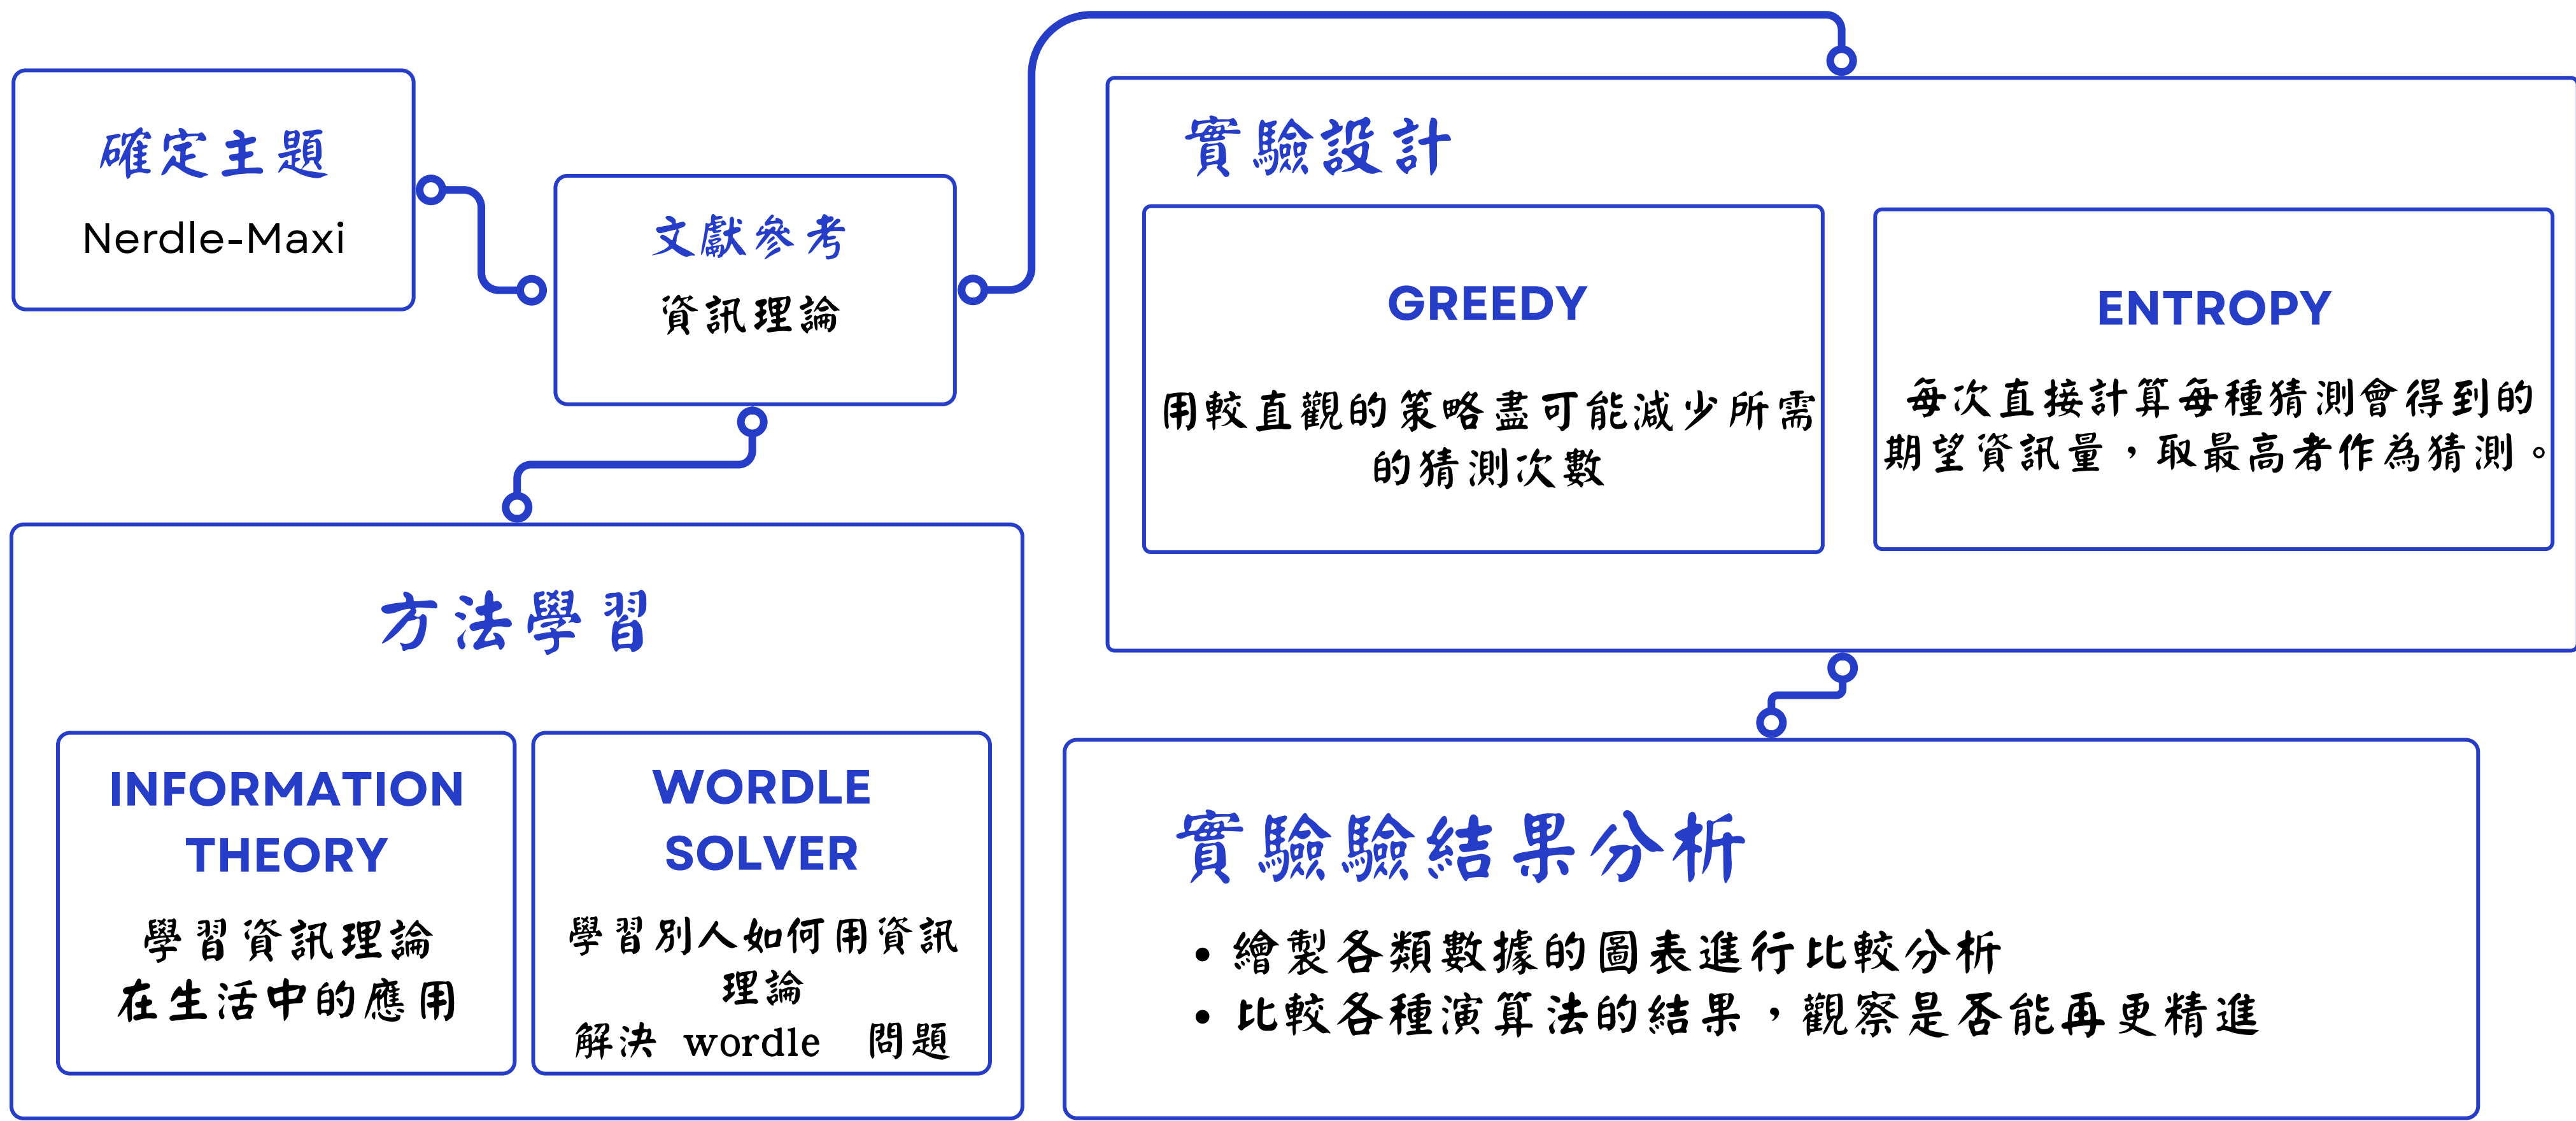 確定主題
Nerdle-Maxi
文獻參考
資訊理論
方法學習
INFORMATION
THEORY
學習資訊理論
在生活中的應用
WORDLE
SOLVER
學習別人如何用資訊
理論
解決 wordle 問題
實驗設計
GREEDY
用較直觀的策略盡可能減少所需
的猜測次數
ENTROPY
每次直接計算每種猜測會得到的
期望資訊量，取最高者作為猜測。
實驗驗結果分析
• 繪製各類數據的圖表進行比較分析
• 比較各種演算法的結果，觀察是否能再更精進